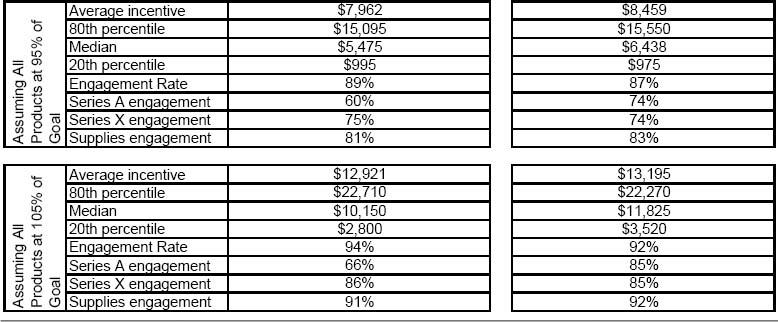 Assuming All
Products at 95% of
Goal
Average incentive $7,962 $8,459
80th percentile $15,095 $15,550
Median $5,475 $6,438
20th percentile $995 $975
Engagement Rate 89% 87%
Series A engagement 60% 74%
Series X engagement 75% 74%
Supplies engagement 81% 83%
Assuming All
Products at 105% of
Goal
Average incentive $12,921 $13,195
80th percentile $22,710 $22,270
Median $10,150 $11,825
20th percentile $2,800 $3,520
Engagement Rate 94% 92%
Series A engagement 66% 85%
Series X engagement 86% 85%
Supplies engagement 91% 92%